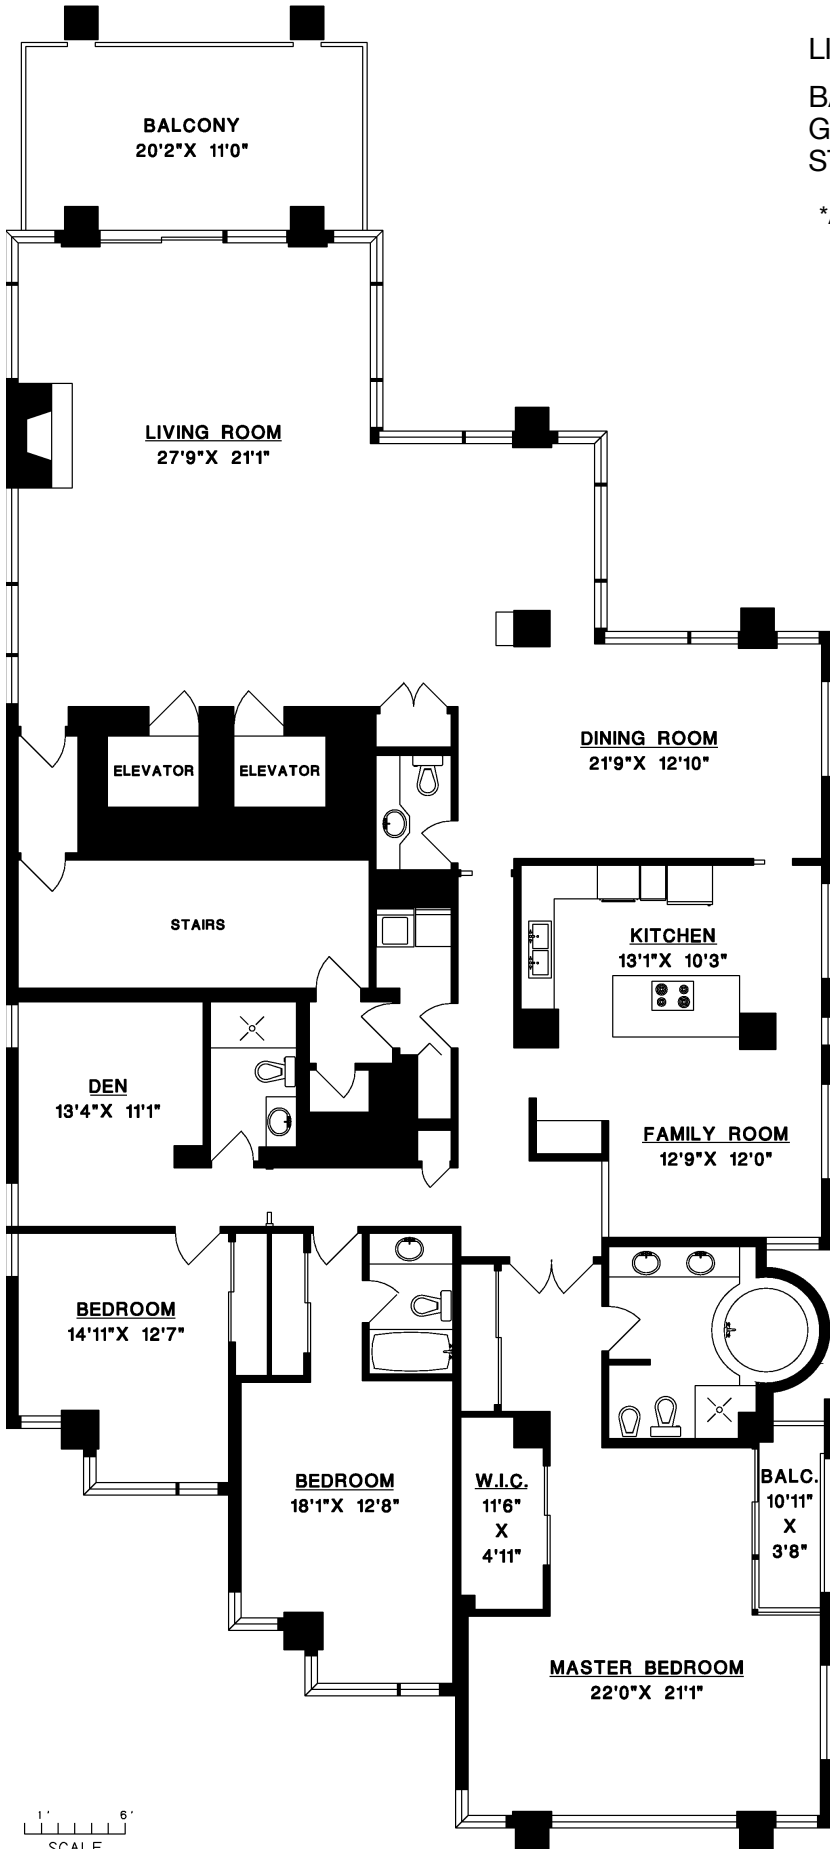 BALCONY
20'2"X 11'0"
LIVING ROOM
27'9"X 21'1"
ELEVATOR
ELEVATOR
DINING ROOM
21'9"X 12'10"
STAIRS
KITCHEN
13'1"X 10'3"
DEN
13'4"X 11'1"
FAMILY ROOM
12'9"X 12'0"
BEDROOM
14'11"X 12'7"
BEDROOM
18'1"X 12'8"
W.I.C.
11'6"
X
4'11"
BALC.
10'11"
X
3'8"
MASTER BEDROOM
22'0"X 21'1"
1' 6'
SCALE